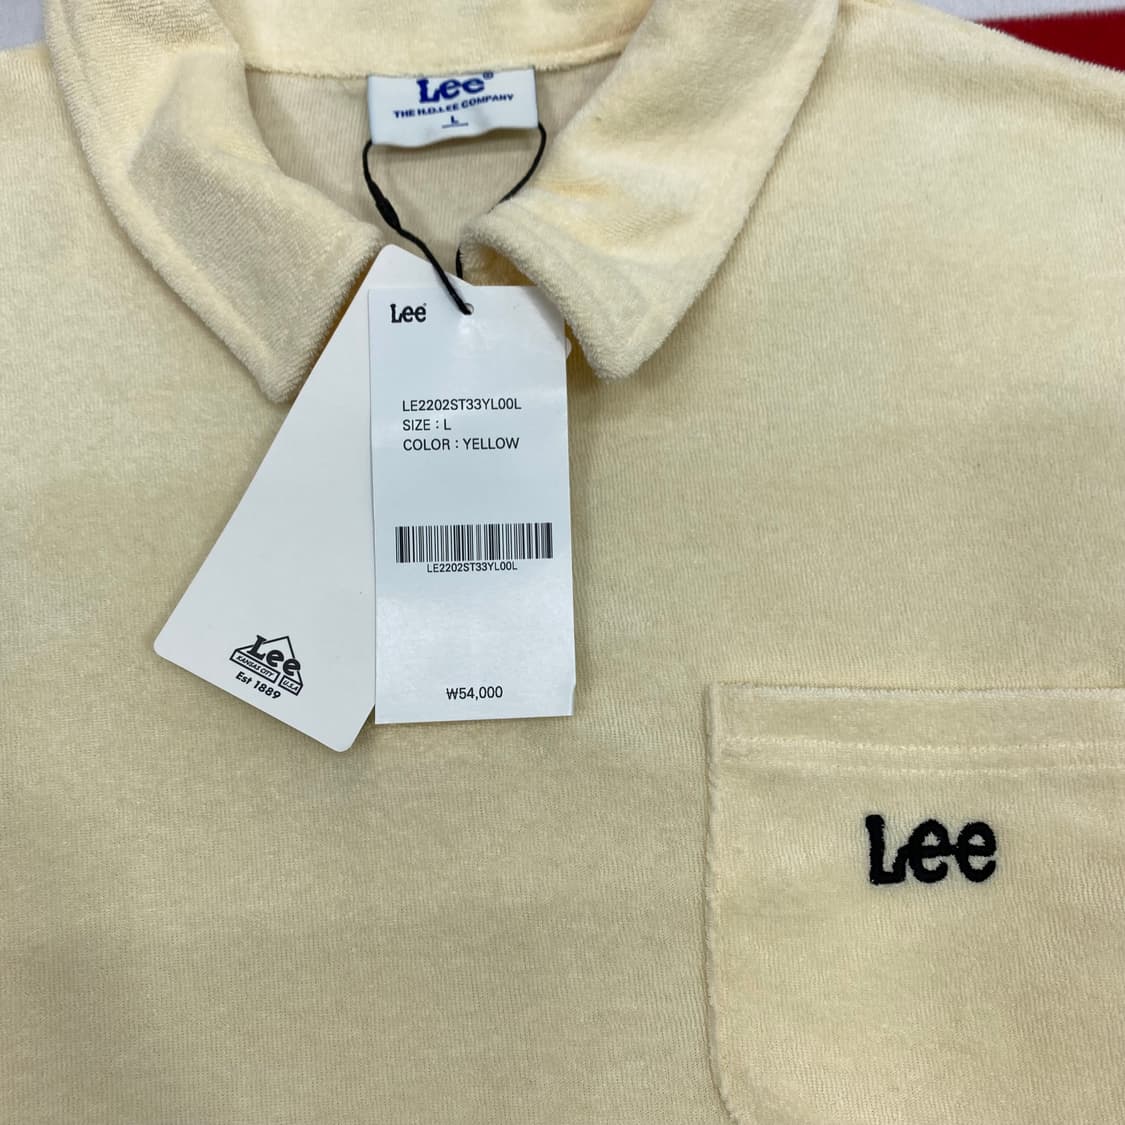 Lee®
THE H.D.LEE COMPANY
L
Lee
LE2202ST33YL00L
SIZE : L
COLOR : YELLOW
LE2202ST33YL00L
₩54,000
Lee
KANSAS CITY U.S.A
Est 1889
Lee